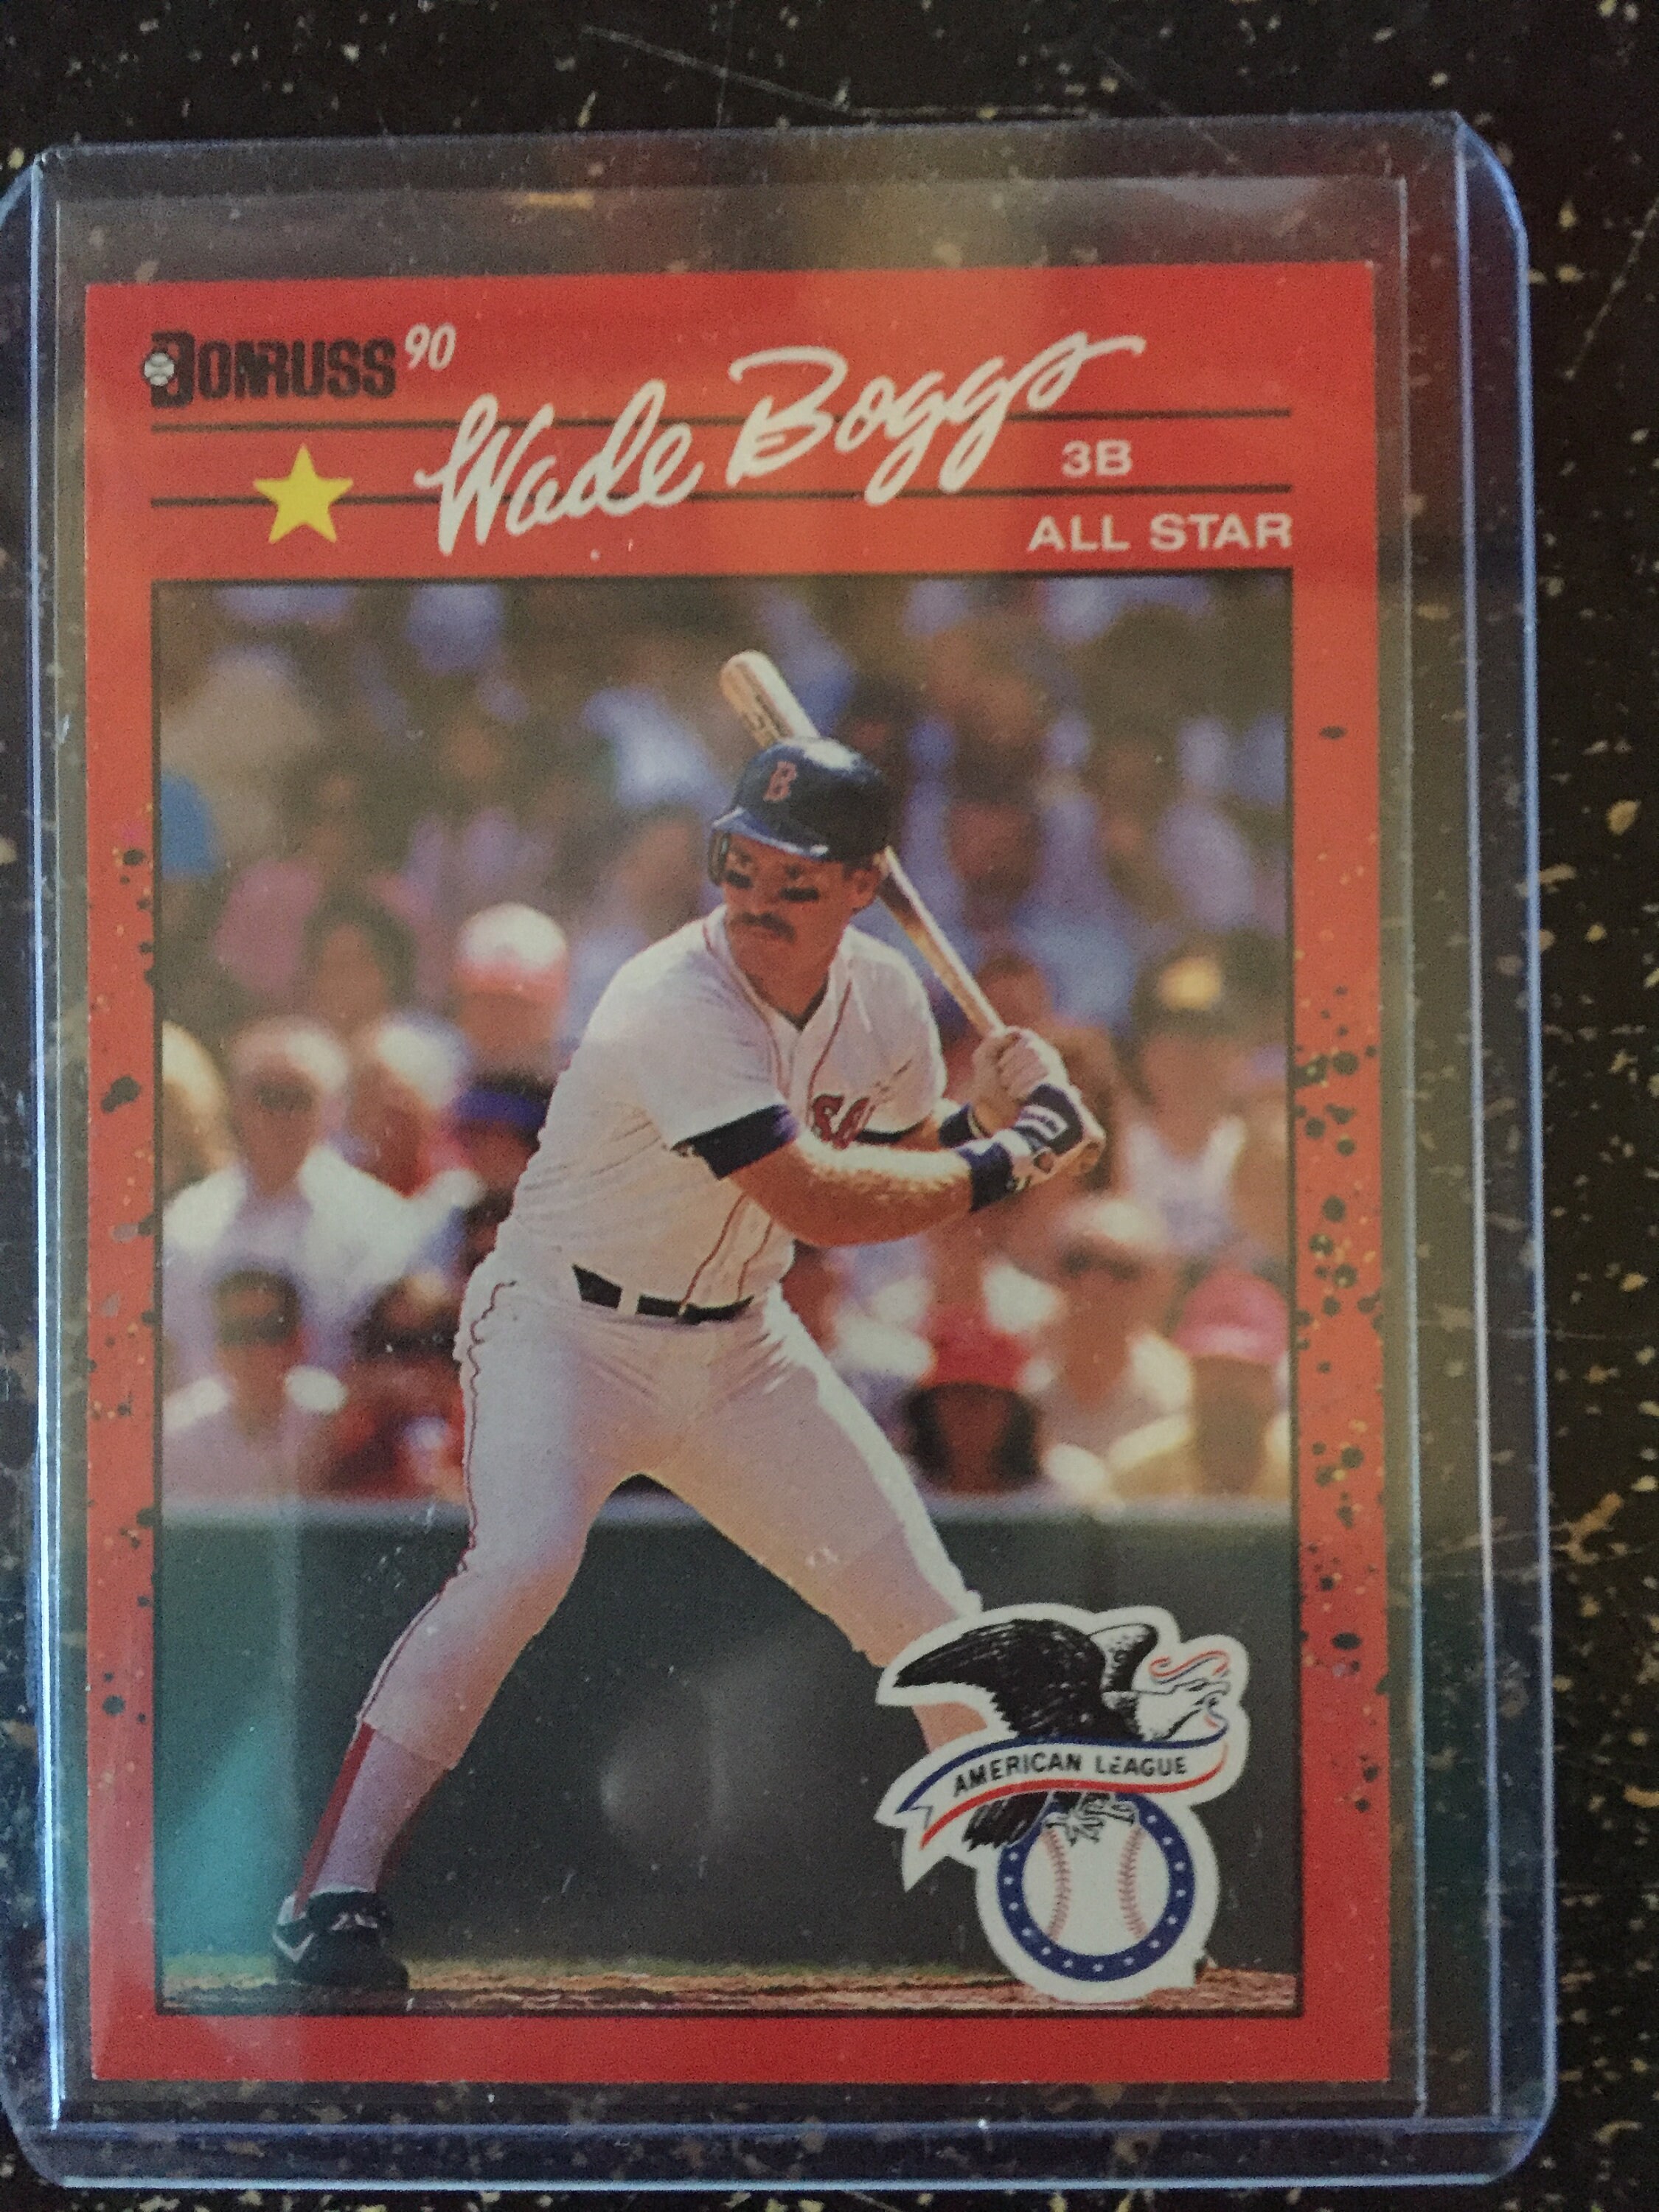 DONRUSS 90
Wade Boggs
3B
ALL STAR
B
AMERICAN LEAGUE